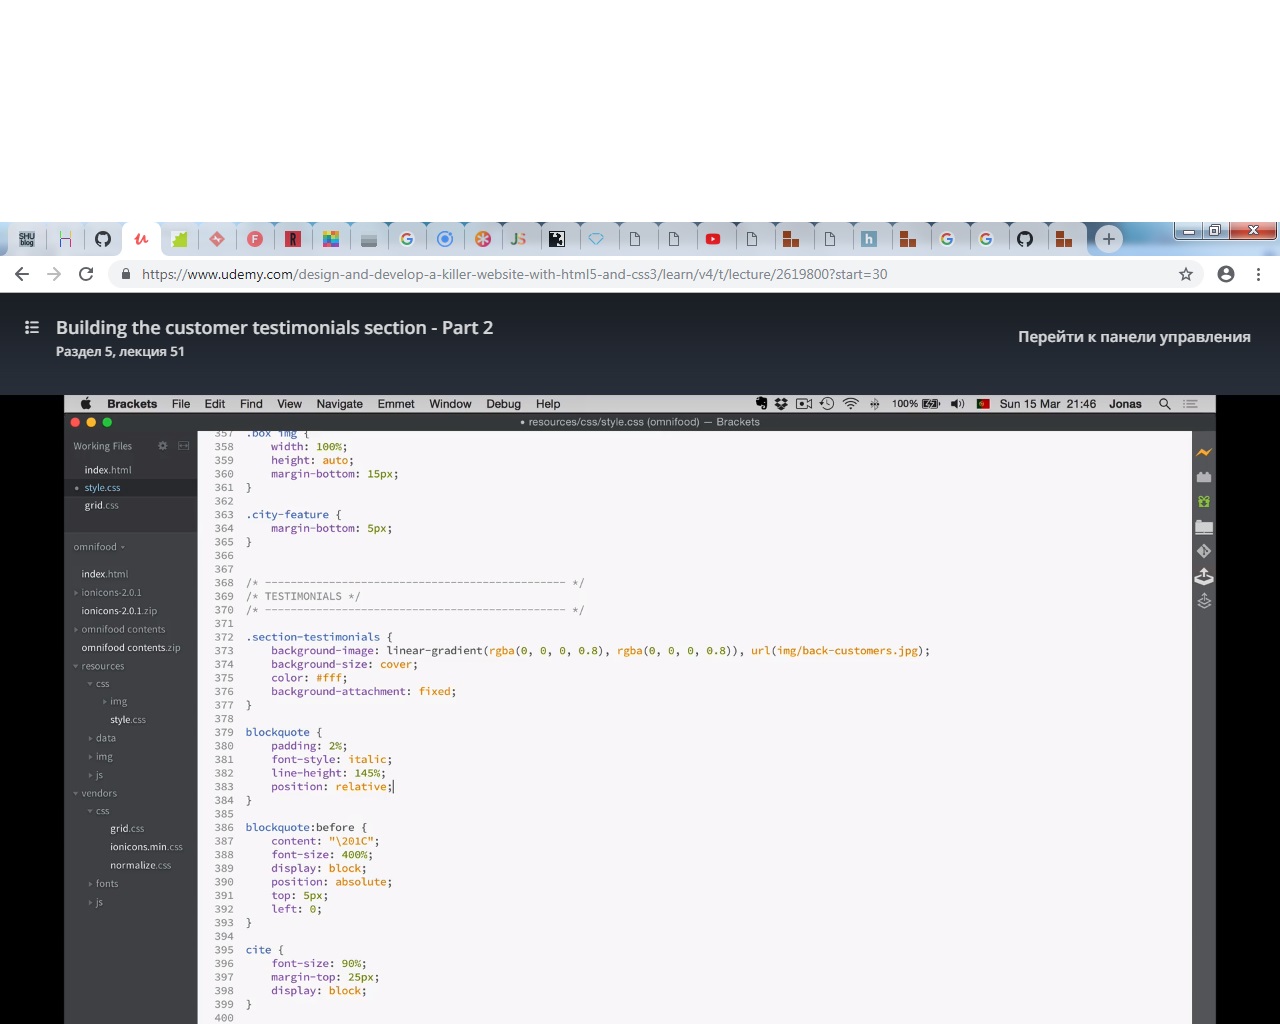 SHU
blog
JS
https://www.udemy.com/design-and-develop-a-killer-website-with-html5-and-css3/learn/v4/t/lecture/2619800?start=30
Building the customer testimonials section - Part 2
Раздел 5, лекция 51
Перейти к панели управления
Brackets File Edit Find View Navigate Emmet Window Debug Help 100% Sun 15 Mar 21:46 Jonas
• resources/css/style.css (omnifood) — Brackets
Working Files
index.html
• style.css
grid.css
omnifood
index.html
ionicons-2.0.1
ionicons-2.0.1.zip
omnifood contents
omnifood contents.zip
resources
css
img
style.css
data
img
js
vendors
css
grid.css
ionicons.min.css
normalize.css
fonts
js
357 .box img {
358 width: 100%;
359 height: auto;
360 margin-bottom: 15px;
361 }
362
363 .city-feature {
364 margin-bottom: 5px;
365 }
366
367
368 /* ----------------------------------------------- */
369 /* TESTIMONIALS */
370 /* ----------------------------------------------- */
371
372 .section-testimonials {
373 background-image: linear-gradient(rgba(0, 0, 0, 0.8), rgba(0, 0, 0, 0.8)), url(img/back-customers.jpg);
374 background-size: cover;
375 color: #fff;
376 background-attachment: fixed;
377 }
378
379 blockquote {
380 padding: 2%;
381 font-style: italic;
382 line-height: 145%;
383 position: relative;
384 }
385
386 blockquote:before {
387 content: "\201C";
388 font-size: 400%;
389 display: block;
390 position: absolute;
391 top: 5px;
392 left: 0;
393 }
394
395 cite {
396 font-size: 90%;
397 margin-top: 25px;
398 display: block;
399 }
400